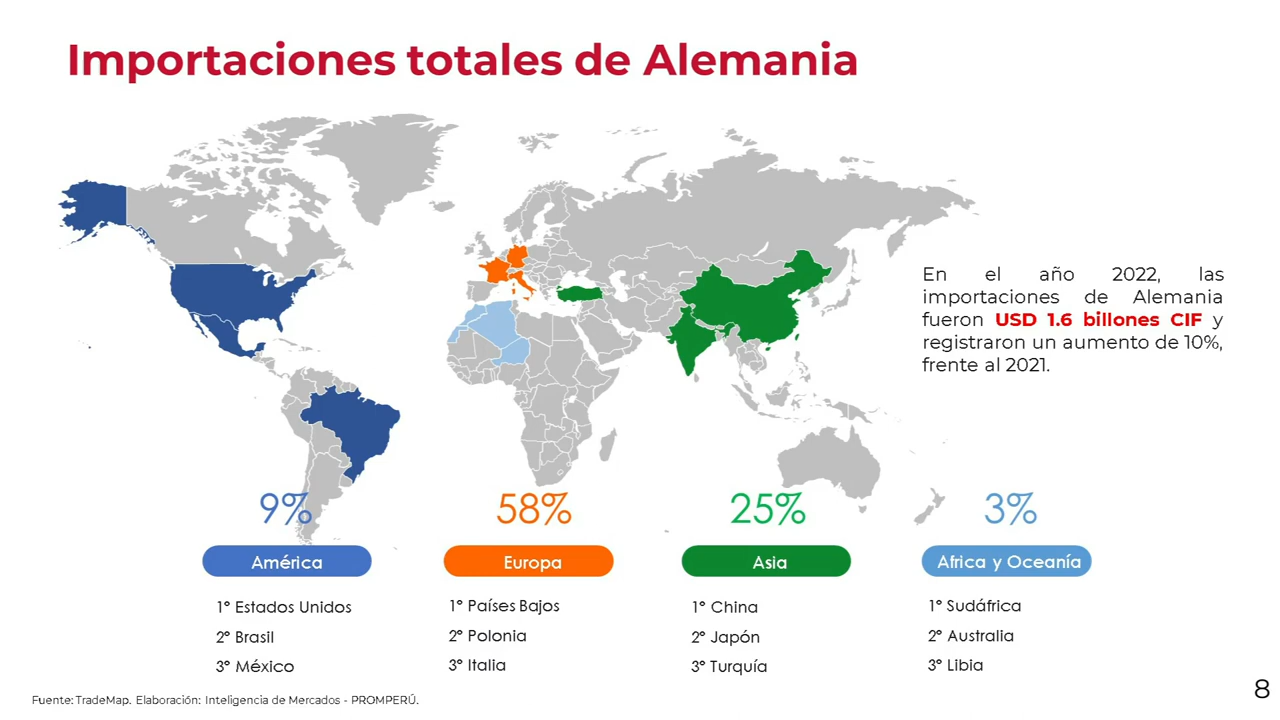 Importaciones totales de Alemania
En el año 2022, las
importaciones de Alemania
fueron USD 1.6 billones CIF y
registraron un aumento de 10%,
frente al 2021.
9%
América
1° Estados Unidos
2° Brasil
3° México
58%
Europa
1° Países Bajos
2° Polonia
3° Italia
25%
Asia
1° China
2° Japón
3° Turquía
3%
Africa y Oceanía
1° Sudáfrica
2° Australia
3° Libia
Fuente: TradeMap. Elaboración: Inteligencia de Mercados - PROMPERÚ.
8